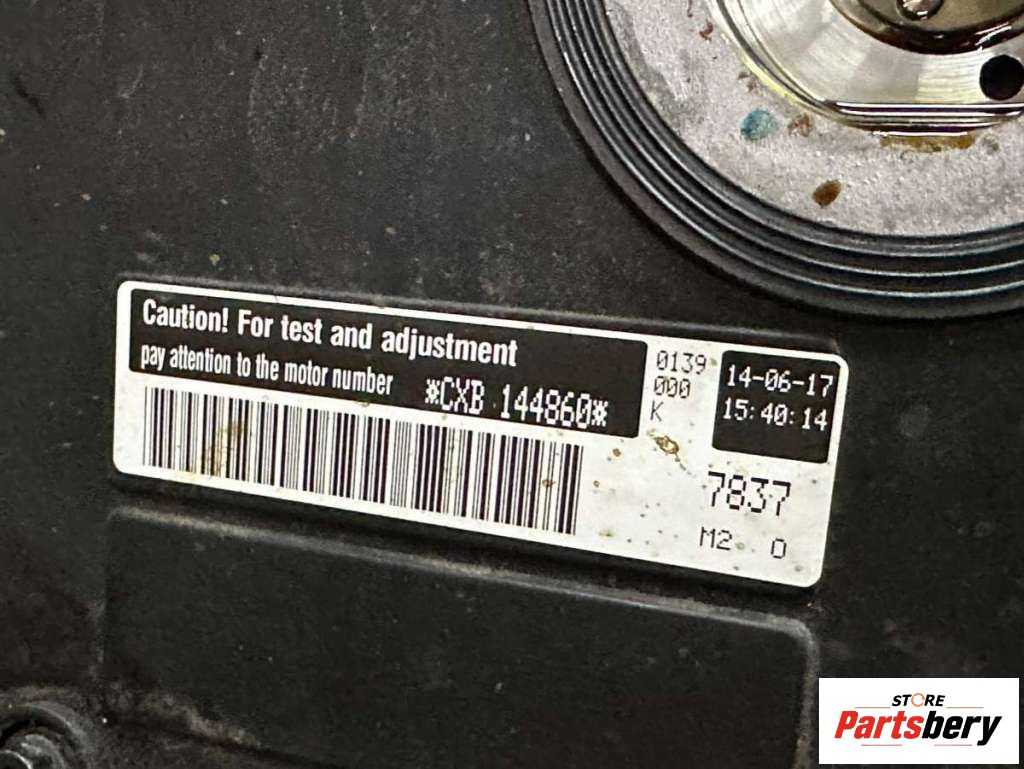 Caution! For test and adjustment
pay attention to the motor number *CXB 144860*
0139
000
K
14-06-17
15:40:14
7837
M2 O
STORE
Partsbery